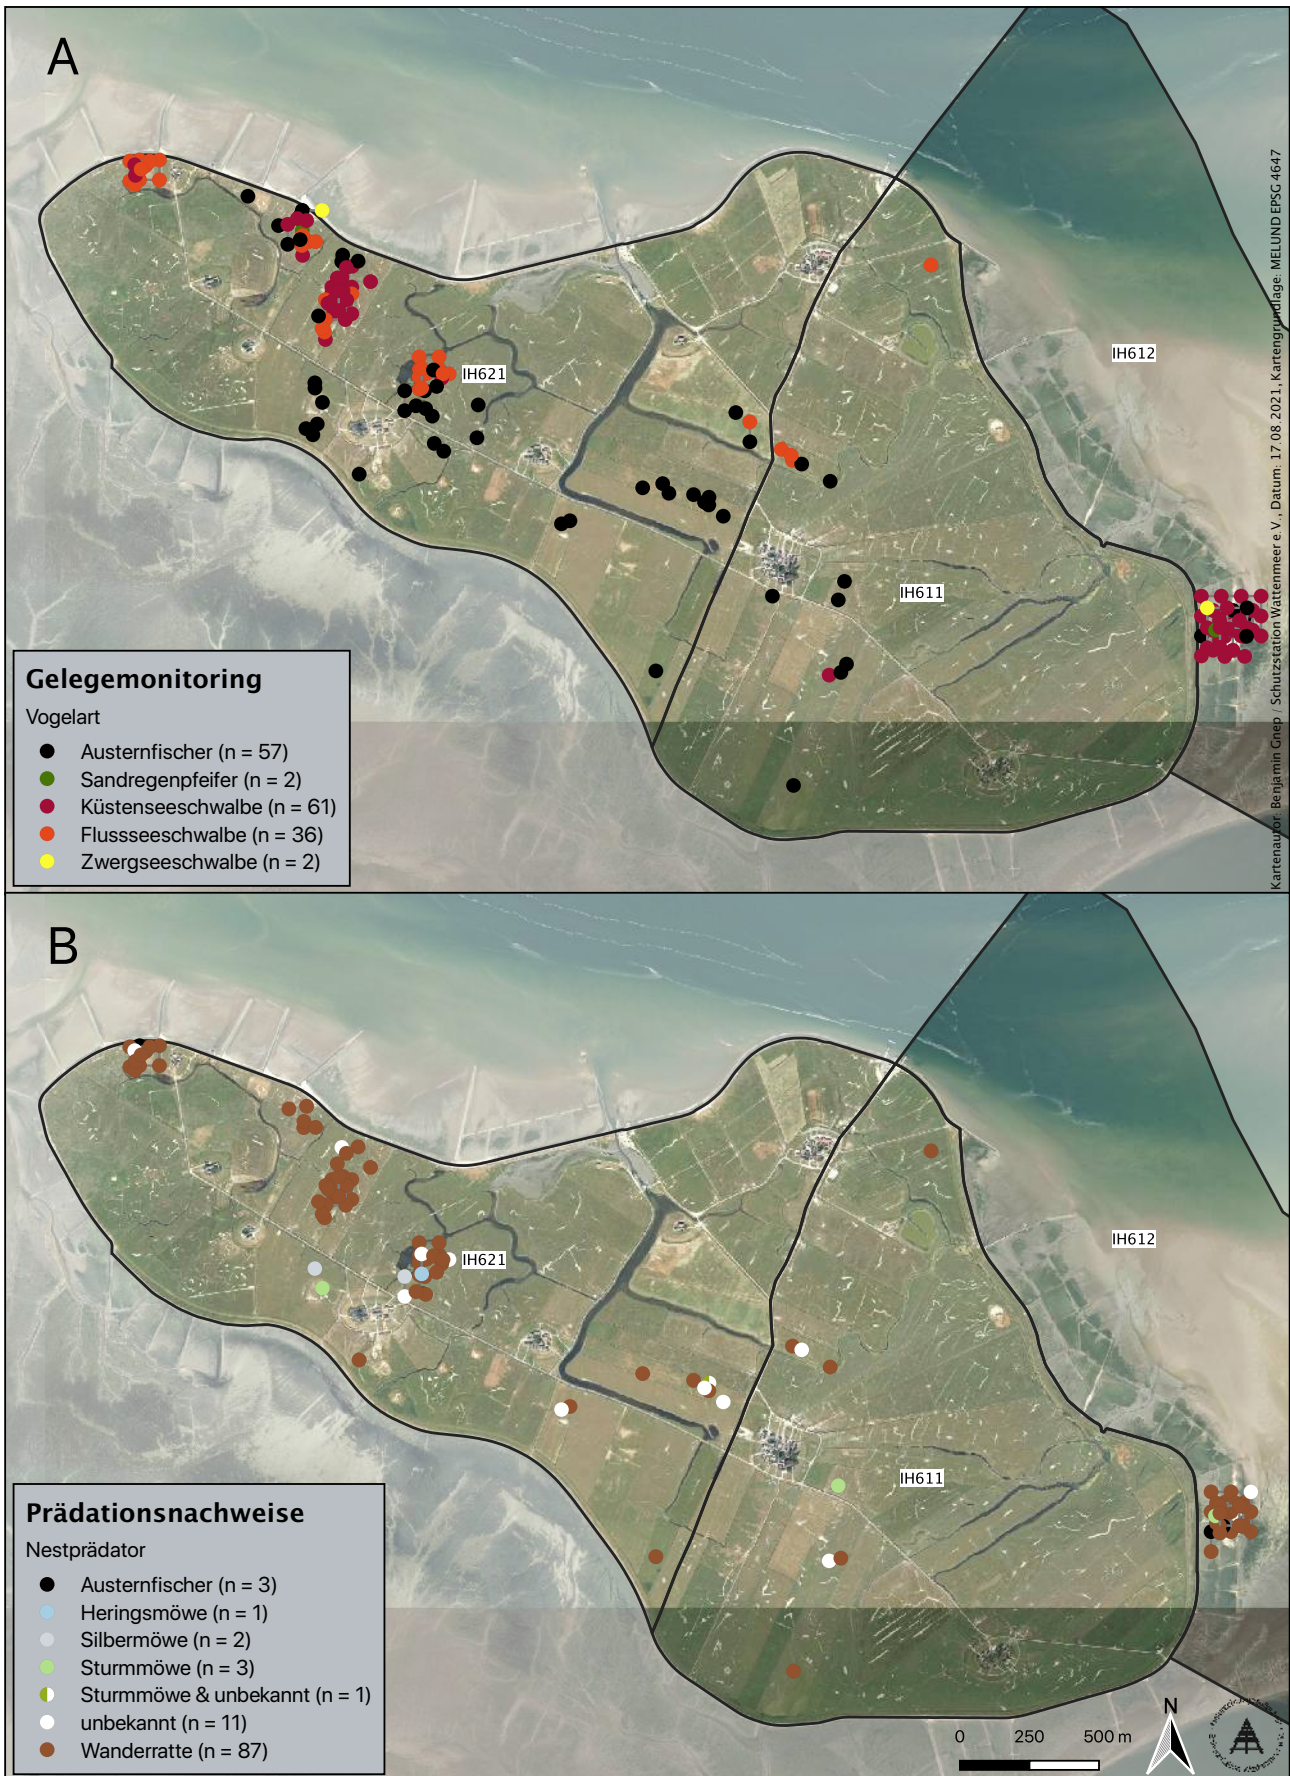 A
IH612
IH621
IH611
Gelegemonitoring
Vogelart
Austernfischer (n = 57)
Sandregenpfeifer (n = 2)
Küstenseeschwalbe (n = 61)
Flussseeschwalbe (n = 36)
Zwergseeschwalbe (n = 2)
Kartenautor: Benjamin Gnep / Schutzstation Wattenmeer e.V., Datum: 17.08.2021, Kartengrundlage: MELUND EPSG 4647
B
IH612
IH621
IH611
Prädationsnachweise
Nestprädator
Austernfischer (n = 3)
Heringsmöwe (n = 1)
Silbermöwe (n = 2)
Sturmmöwe (n = 3)
Sturmmöwe & unbekannt (n = 1)
unbekannt (n = 11)
Wanderratte (n = 87)
0 250 500 m
N